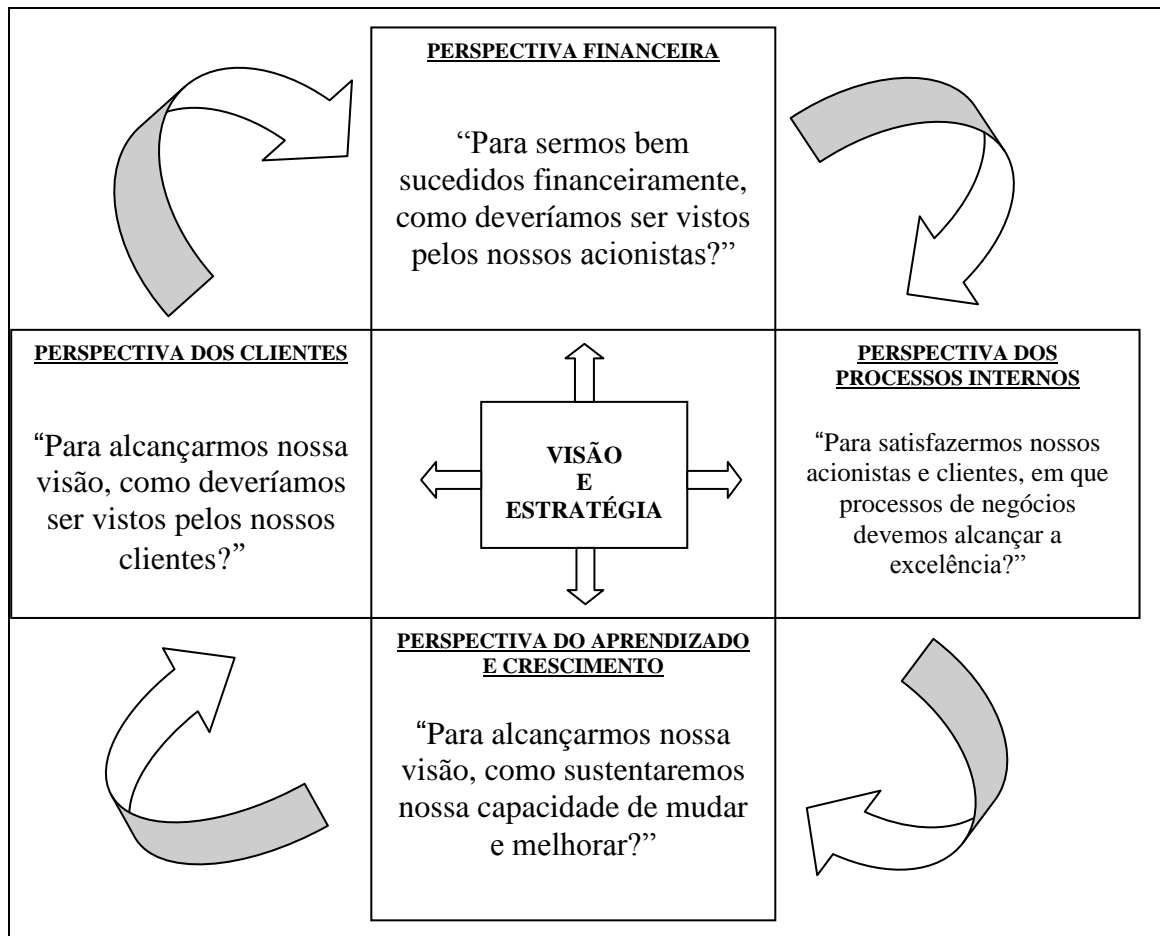 PERSPECTIVA FINANCEIRA
“Para sermos bem
sucedidos financeiramente,
como deveríamos ser vistos
pelos nossos acionistas?”
PERSPECTIVA DOS CLIENTES
“Para alcançarmos nossa
visão, como deveríamos
ser vistos pelos nossos
clientes?”
VISÃO
E
ESTRATÉGIA
PERSPECTIVA DOS
PROCESSOS INTERNOS
“Para satisfazermos nossos
acionistas e clientes, em que
processos de negócios
devemos alcançar a
excelência?”
PERSPECTIVA DO APRENDIZADO
E CRESCIMENTO
“Para alcançarmos nossa
visão, como sustentaremos
nossa capacidade de mudar
e melhorar?”